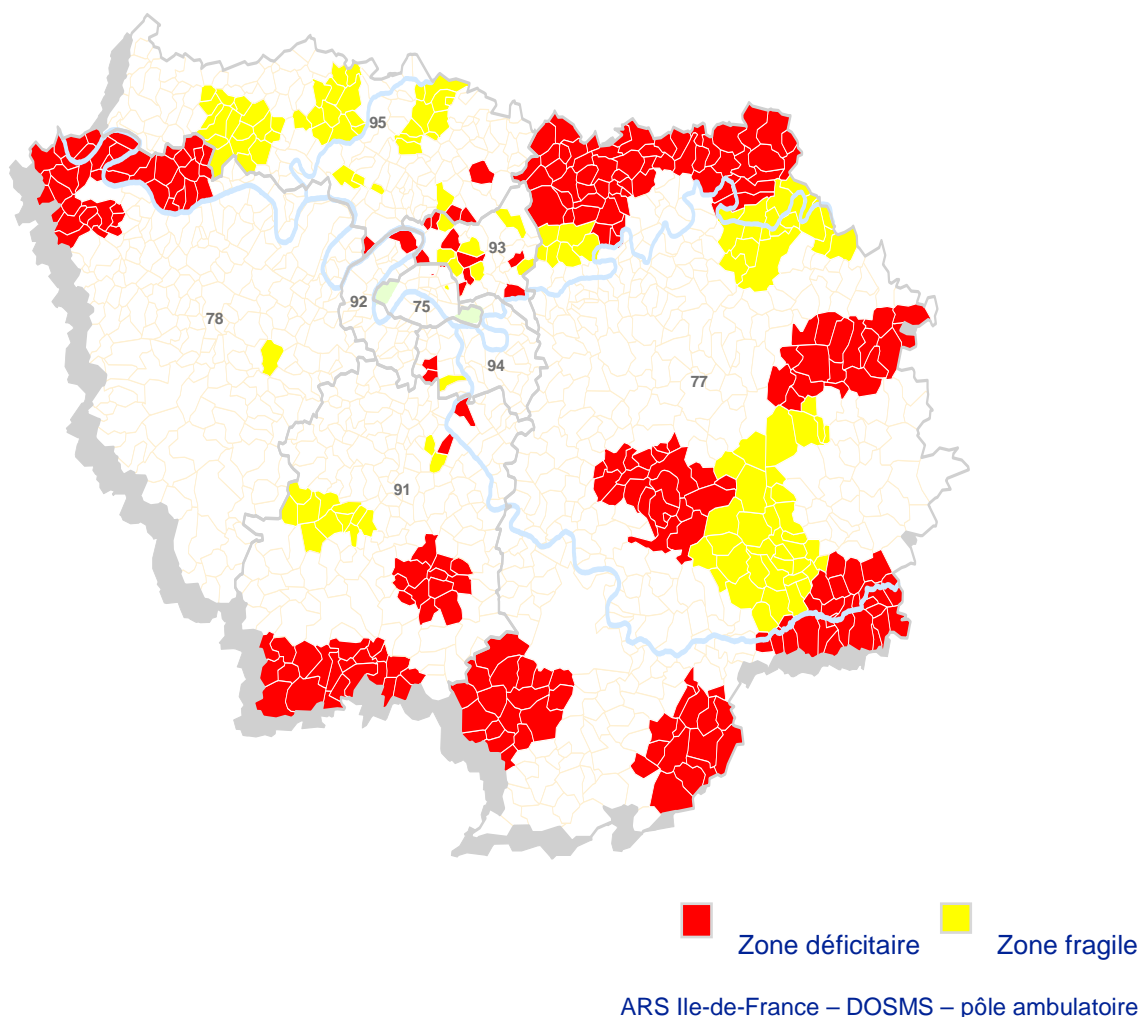 95
93
92
75
78
94
77
91
Zone déficitaire
Zone fragile
ARS Ile-de-France – DOSMS – pôle ambulatoire